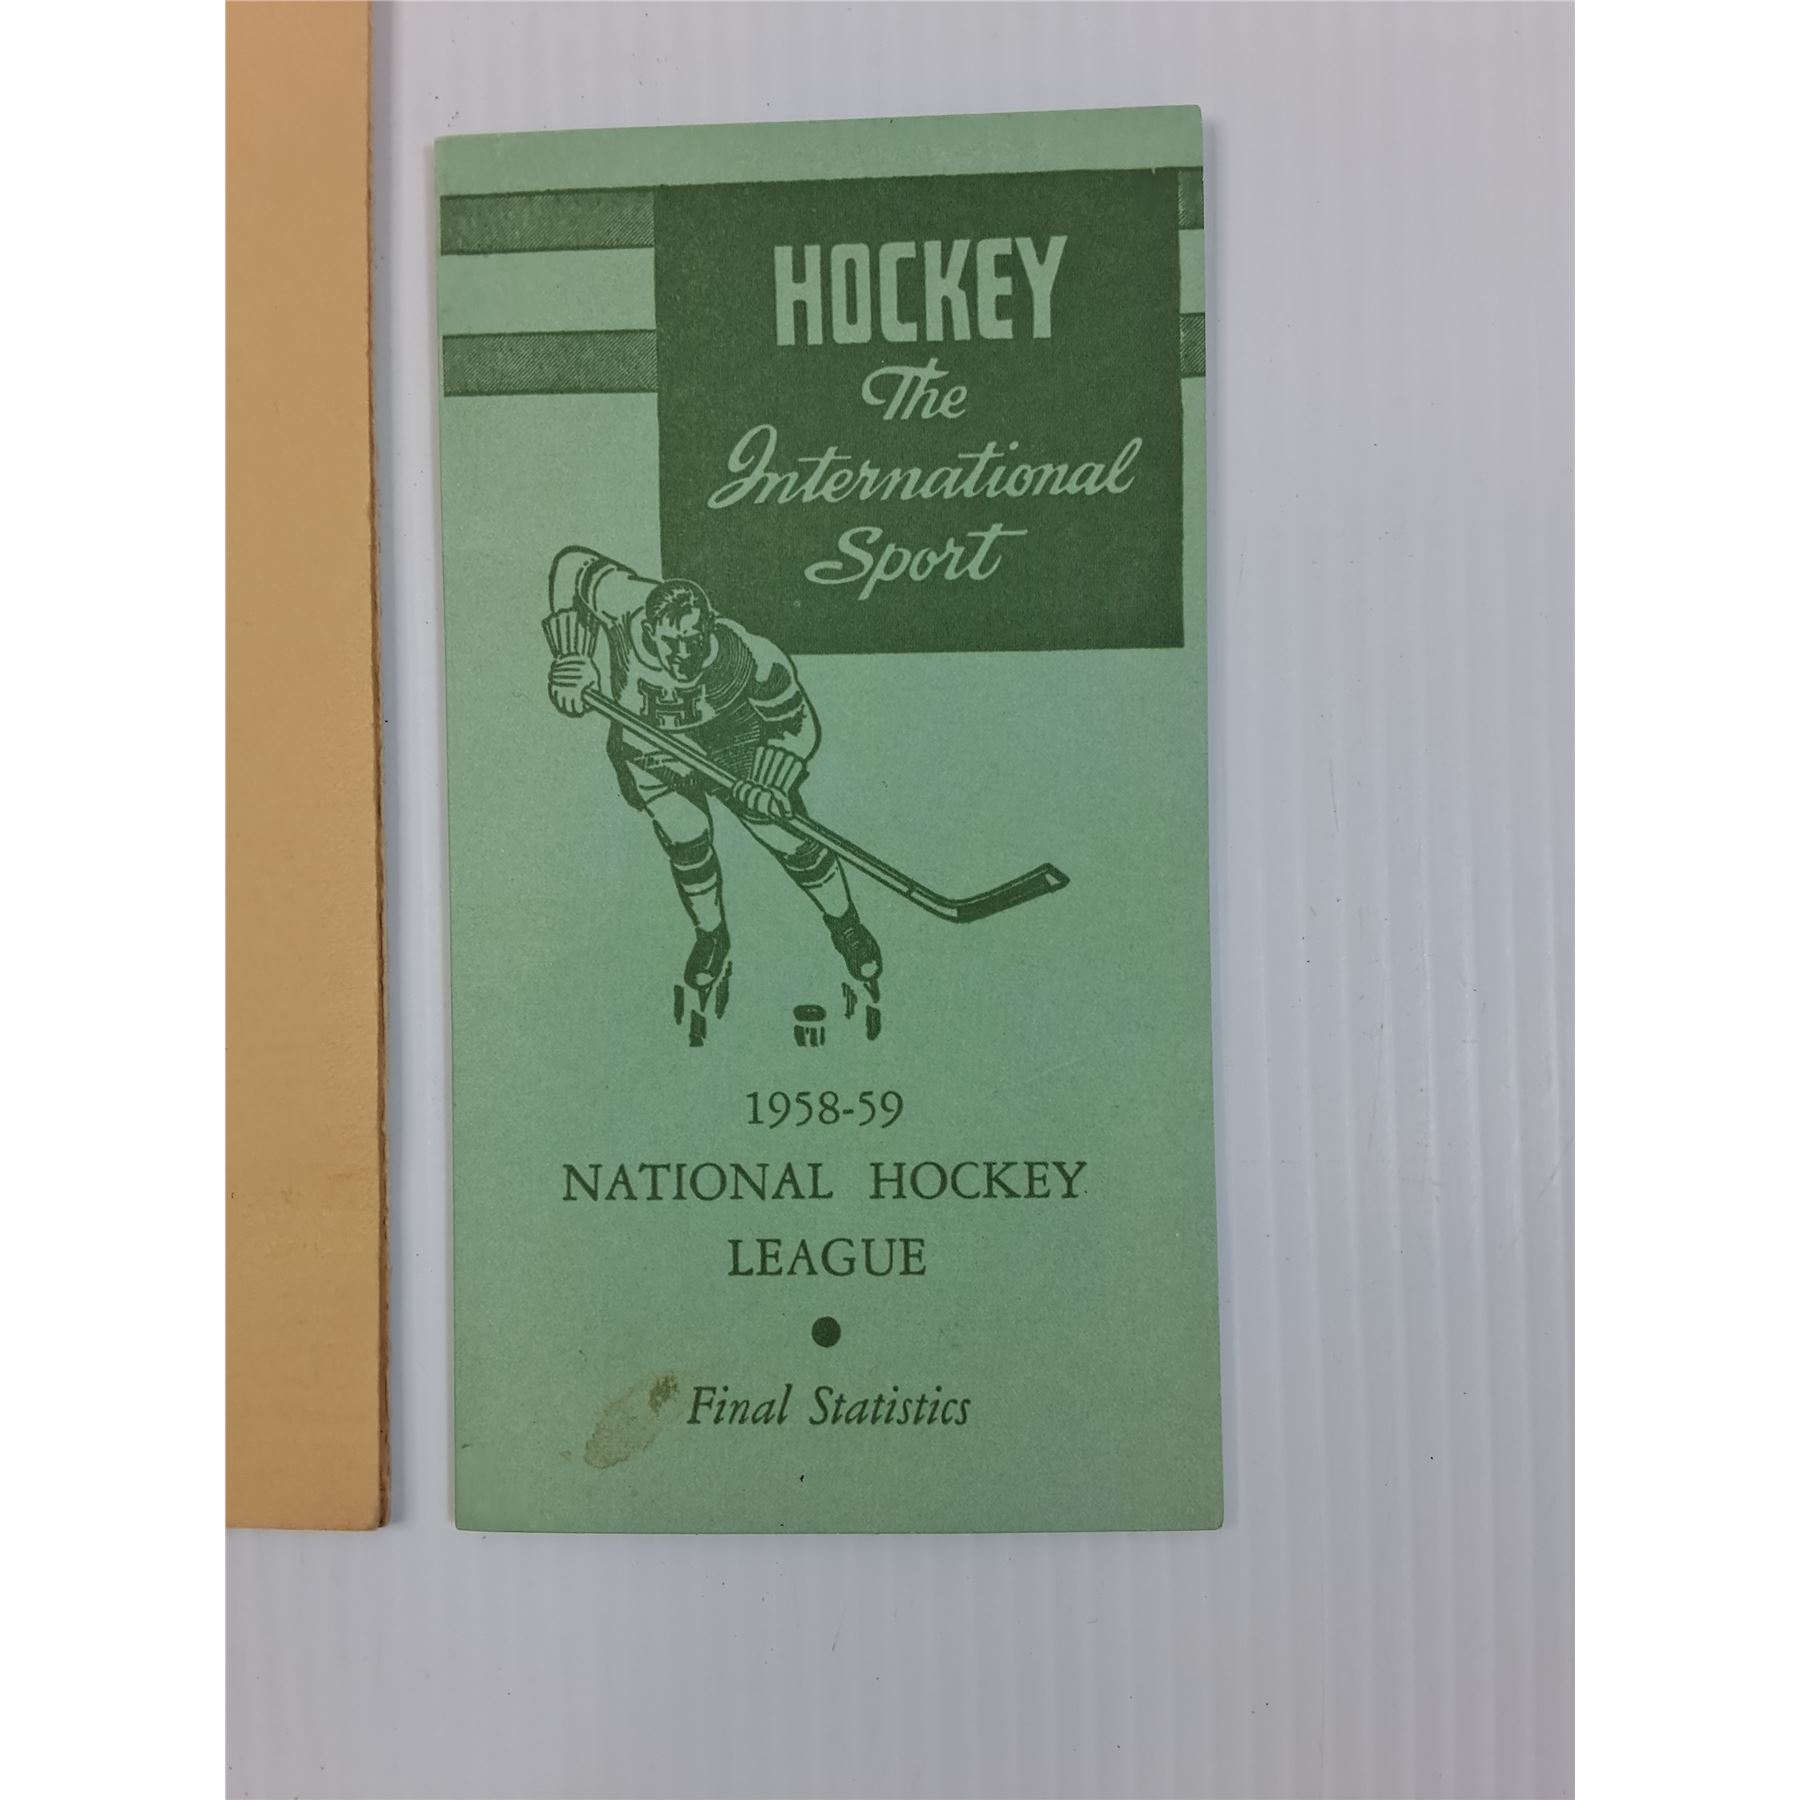 HOCKEY
The
International
Sport
H
1958-59
NATIONAL HOCKEY
LEAGUE
Final Statistics